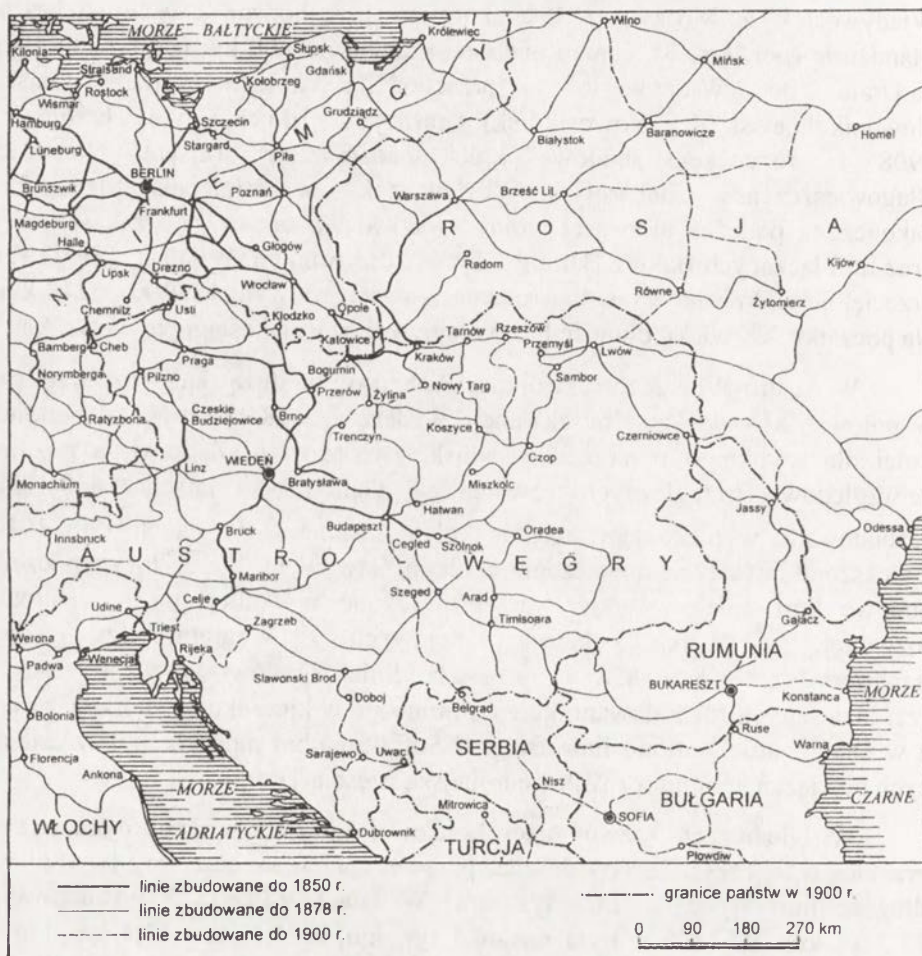 MORZE BAŁTYCKIE
Kilonia
Stralsund
Rostock
Wismar
Hamburg
Lüneburg
BERLIN
Brunszwik
Magdeburg
Frankfurt
Halle
Lipsk
Drezno
Chemnitz
Usti
Szczecin
Stargard
Kołobrzeg
Słupsk
Gdańsk
Królewiec
Grudziądz
Piła
Poznań
Głogów
Wrocław
Kłodzko
Opole
Katowice
Bogumin
NIEMCY
Wilno
Mińsk
Białystok
Baranowicze
Homel
Warszawa
Brześć Lit.
ROSJA
Radom
Kijów
Równe
Żytomierz
Bamberg
Cheb
Praga
Norymberga
Pilzno
Ratyzbona
Czeskie
Budziejowice
Brno
Przerów
Żylina
Trenczyn
Kraków
Tarnów
Rzeszów
Przemyśl
Lwów
Sambor
Nowy Targ
Koszyce
Czop
Miszkolc
Czerniowce
Monachium
Linz
WIEDEŃ
Bratysława
Budapeszt
Hatwan
Jassy
Odessa
Innsbruck
Bruck
Cegled
Szolnok
Oradea
AUSTRO-WĘGRY
Maribor
Celje
Szeged
Arad
Timisoara
Udine
Triest
Zagrzeb
Rijeka
Werona
Padwa
Wenecja
Gałacz
RUMUNIA
BUKARESZT
Konstanca
MORZE
CZARNE
Slawonski Brod
Doboj
Belgrad
Bolonia
Florencja
Ankona
SERBIA
Sarajewo
Uwac
Ruse
Warna
Nisz
BUŁGARIA
SOFIA
Mitrowica
TURCJA
Dubrownik
Płowdiw
WŁOCHY
MORZE
ADRIATYCKIE
linie zbudowane do 1850 r.
linie zbudowane do 1878 r.
linie zbudowane do 1900 r.
granice państw w 1900 r.
0 90 180 270 km